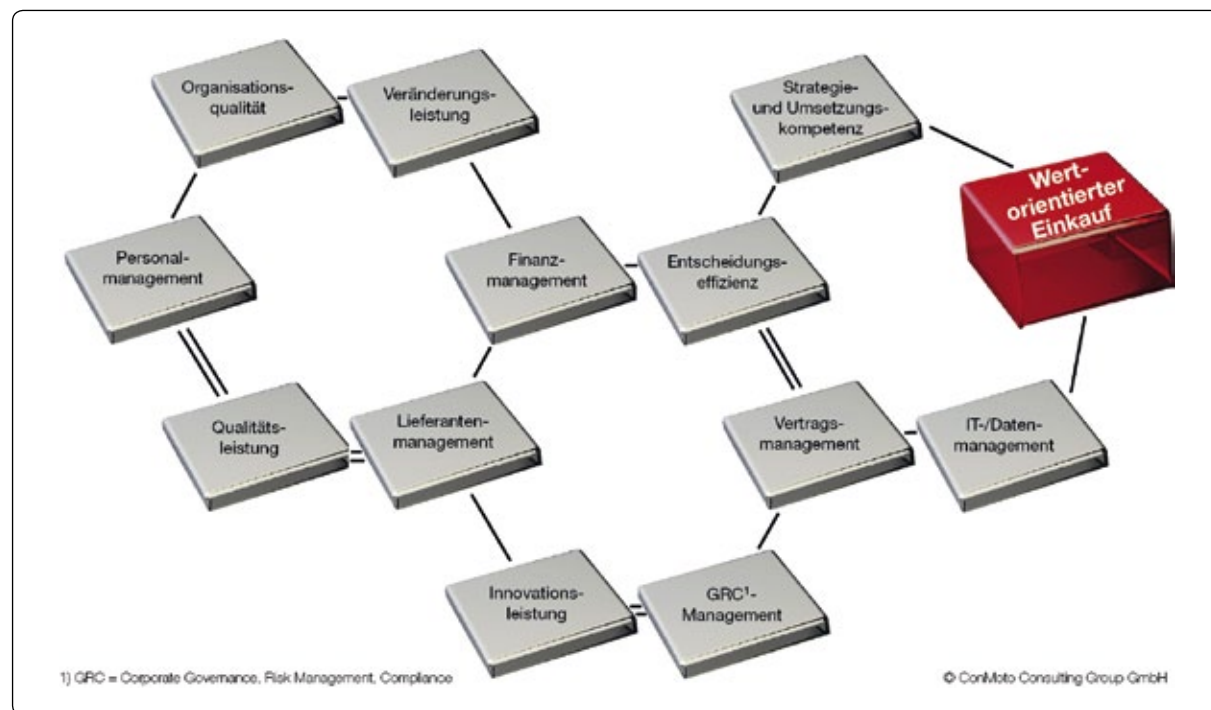 Organisations-
qualität
Veränderungs-
leistung
Strategie-
und Umsetzungs-
kompetenz
Wert-
orientierter
Einkauf
Personal-
management
Finanz-
management
Entscheidungs-
effizienz
Qualitäts-
leistung
Lieferanten-
management
Vertrags-
management
IT-/Daten-
management
Innovations-
leistung
GRC¹-
Management
1) GRC = Corporate Governance, Risk Management, Compliance
© ConMoto Consulting Group GmbH